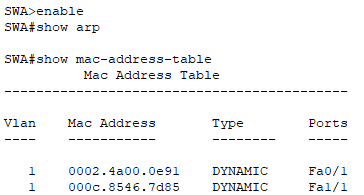 SWA>enable
SWA#show arp
SWA#show mac-address-table
Mac Address Table
-------------------------------------------
Vlan Mac Address Type Ports
---- ----------- -------- -----
1 0002.4a00.0e91 DYNAMIC Fa0/1
1 000c.8546.7d85 DYNAMIC Fa1/1